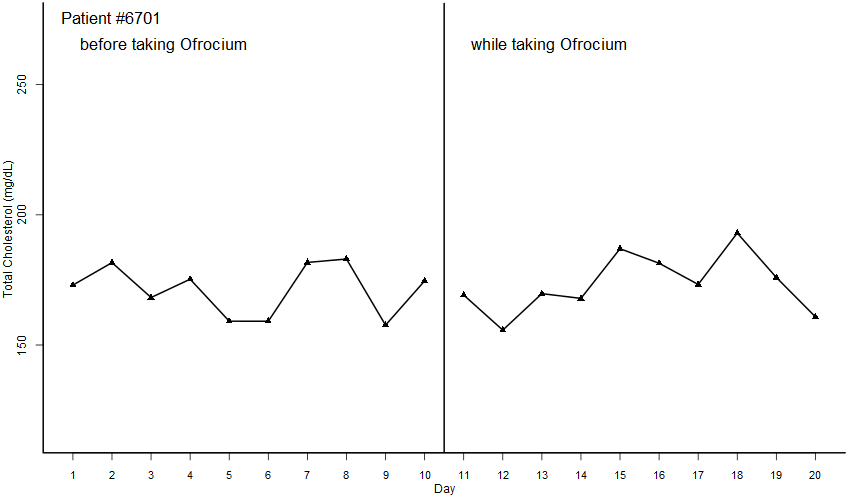 Patient #6701
before taking Ofrocium
while taking Ofrocium
Total Cholesterol (mg/dL)
250
200
150
1 2 3 4 5 6 7 8 9 10 11 12 13 14 15 16 17 18 19 20
Day